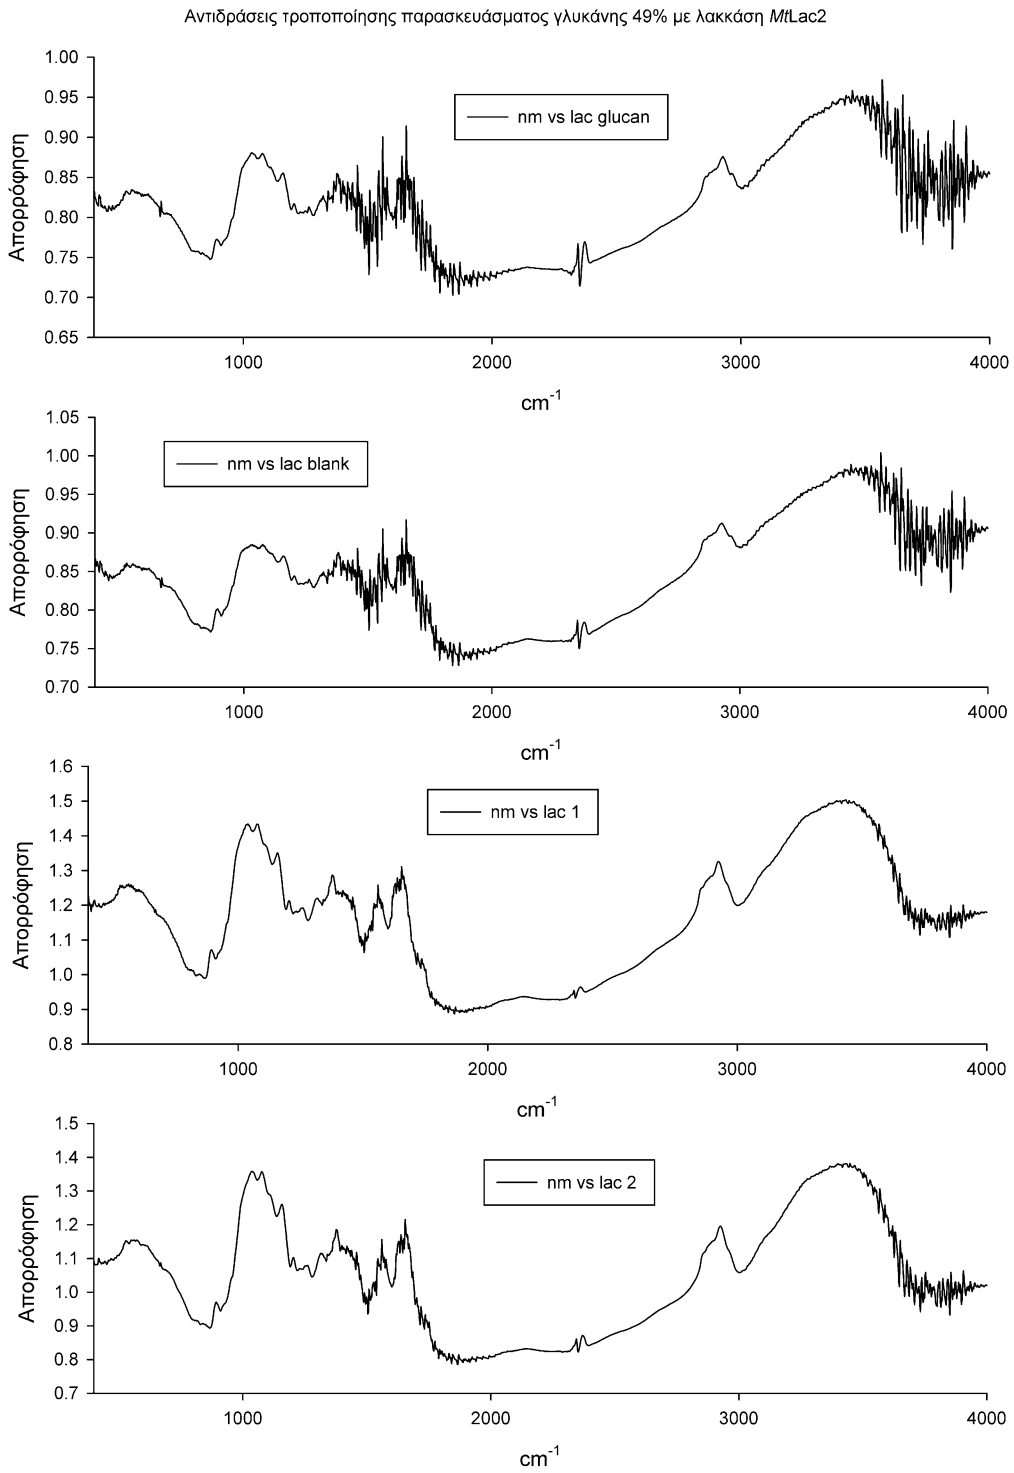 Αντιδράσεις τροποποίησης παρασκευάσματος γλυκάνης 49% με λακκάση MtLac2
Απορρόφηση
1.00
0.95
0.90
0.85
0.80
0.75
0.70
0.65
nm vs lac glucan
1000 2000 3000 4000
cm-1
Απορρόφηση
1.05
1.00
0.95
0.90
0.85
0.80
0.75
0.70
nm vs lac blank
1000 2000 3000 4000
cm-1
Απορρόφηση
1.6
1.5
1.4
1.3
1.2
1.1
1.0
0.9
0.8
nm vs lac 1
1000 2000 3000 4000
cm-1
Απορρόφηση
1.5
1.4
1.3
1.2
1.1
1.0
0.9
0.8
0.7
nm vs lac 2
1000 2000 3000 4000
cm-1